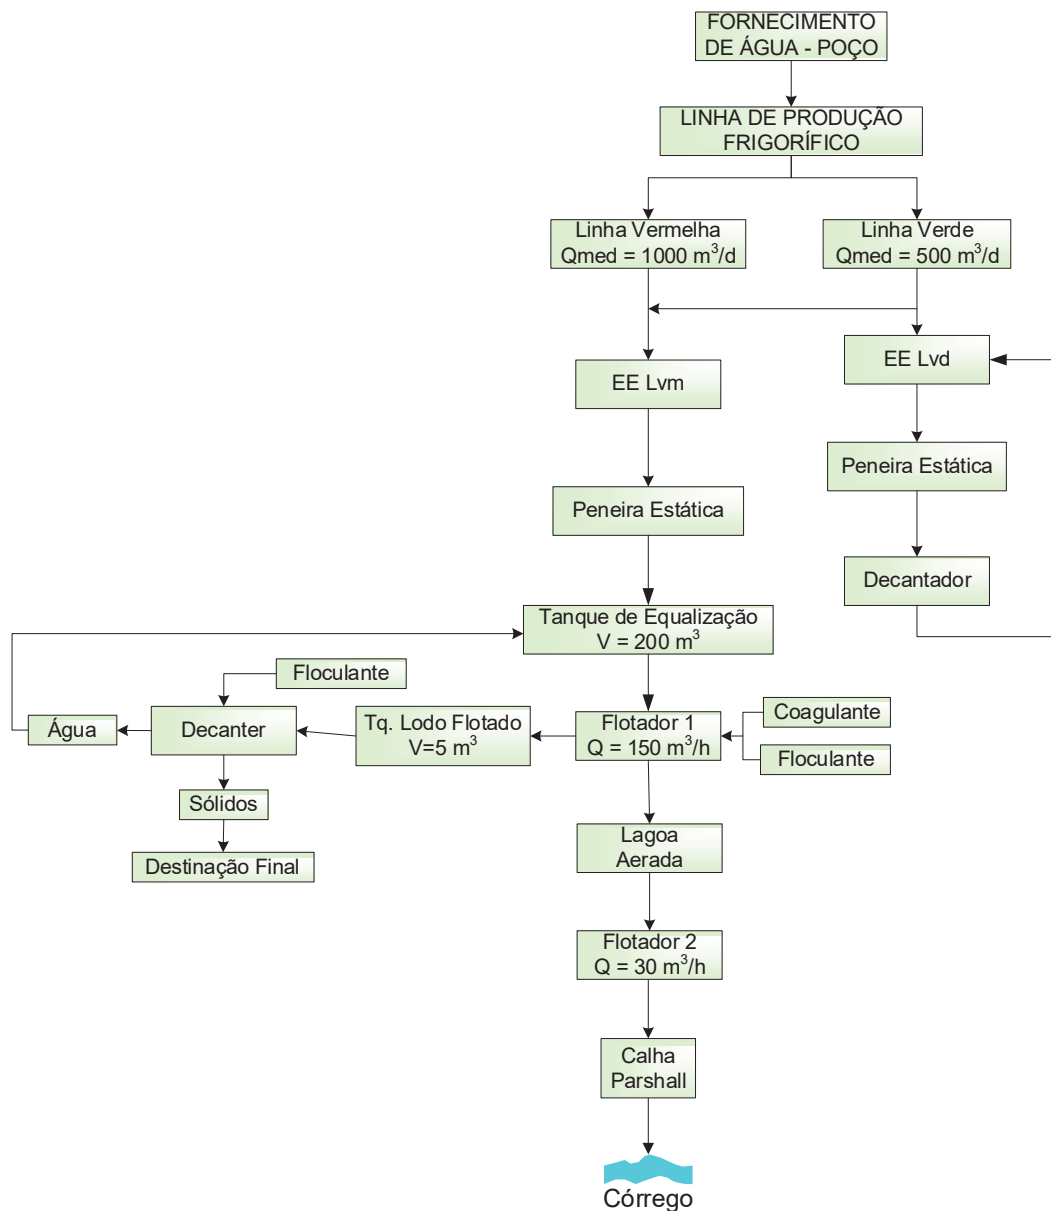 FORNECIMENTO
DE ÁGUA - POÇO
LINHA DE PRODUÇÃO
FRIGORÍFICO
Linha Vermelha
Qmed = 1000 m³/d
Linha Verde
Qmed = 500 m³/d
EE Lvm
EE Lvd
Peneira Estática
Peneira Estática
Decantador
Tanque de Equalização
V = 200 m³
Floculante
Água
Decanter
Tq. Lodo Flotado
V=5 m³
Flotador 1
Q = 150 m³/h
Coagulante
Floculante
Sólidos
Destinação Final
Lagoa
Aerada
Flotador 2
Q = 30 m³/h
Calha
Parshall
Córrego